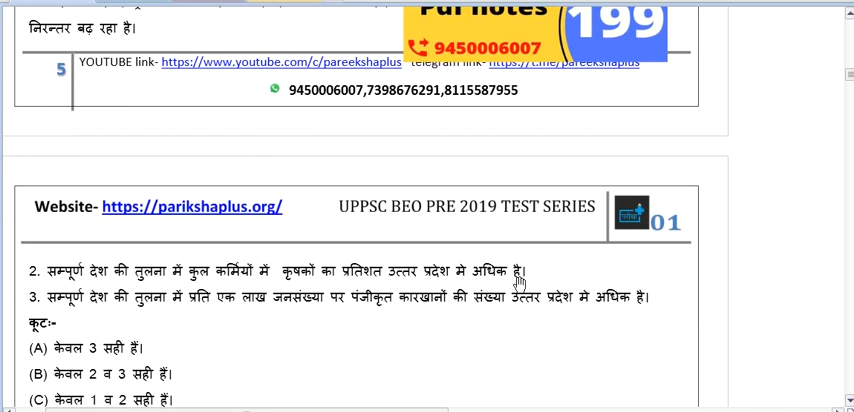 Pdf notes
199
निरन्तर बढ़ रहा है।
9450006007
5 YOUTUBE link- https://www.youtube.com/c/pareekshaplus telegram link- https://t.me/pareekshaplus
9450006007,7398676291,8115587955
Website- https://parikshaplus.org/ UPPSC BEO PRE 2019 TEST SERIES परीक्षा 01
2. सम्पूर्ण देश की तुलना में कुल कर्मियों में कृषकों का प्रतिशत उत्तर प्रदेश मे अधिक है।
3. सम्पूर्ण देश की तुलना में प्रति एक लाख जनसंख्या पर पंजीकृत कारखानों की संख्या उत्तर प्रदेश मे अधिक है।
कूटः-
(A) केवल 3 सही हैं।
(B) केवल 2 व 3 सही हैं।
(C) केवल 1 व 2 सही हैं।